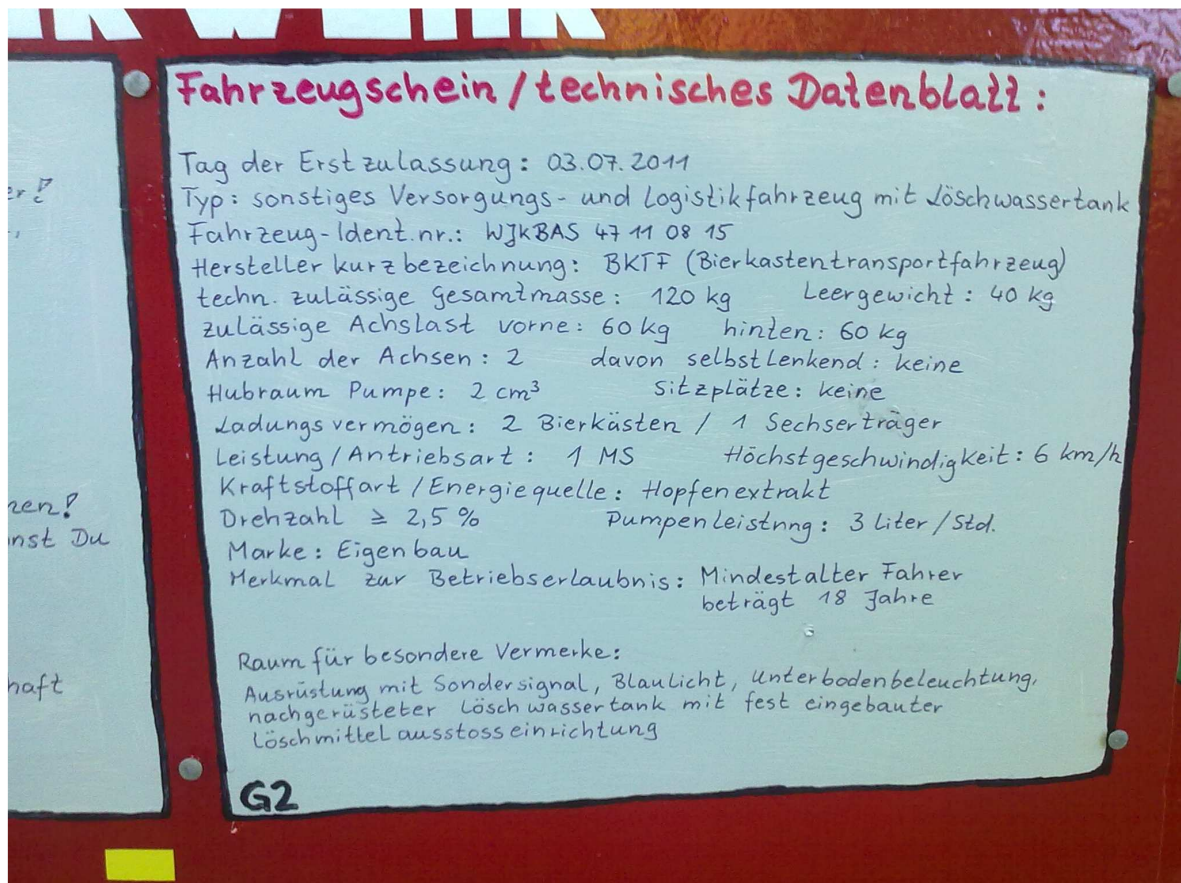 Fahrzeugschein / technisches Datenblatt :
Tag der Erstzulassung : 03.07.2011
Typ : sonstiges Versorgungs- und Logistikfahrzeug mit Löschwassertank
Fahrzeug-Ident.nr.: WJKBAS 47 11 08 15
Hersteller kurzbezeichnung : BKTF (Bierkastentransportfahrzeug)
techn. zulässige Gesamtmasse : 120 kg Leergewicht : 40 kg
zulässige Achslast vorne : 60 kg hinten : 60 kg
Anzahl der Achsen : 2 davon selbstlenkend : keine
Hubraum Pumpe : 2 cm³ Sitzplätze : keine
Ladungsvermögen : 2 Bierkästen / 1 Sechserträger
Leistung / Antriebsart : 1 MS Höchstgeschwindigkeit : 6 km/h
Kraftstoffart / Energiequelle : Hopfenextrakt
Drehzahl ≥ 2,5 % Pumpenleistnng : 3 Liter / Std.
Marke : Eigenbau
Merkmal zur Betriebserlaubnis : Mindestalter Fahrer
beträgt 18 Jahre
Raum für besondere Vermerke :
Ausrüstung mit Sondersignal, Blaulicht, Unterbodenbeleuchtung,
nachgerüsteter Löschwassertank mit fest eingebauter
Löschmittelausstosseinrichtung
G2
nst Du